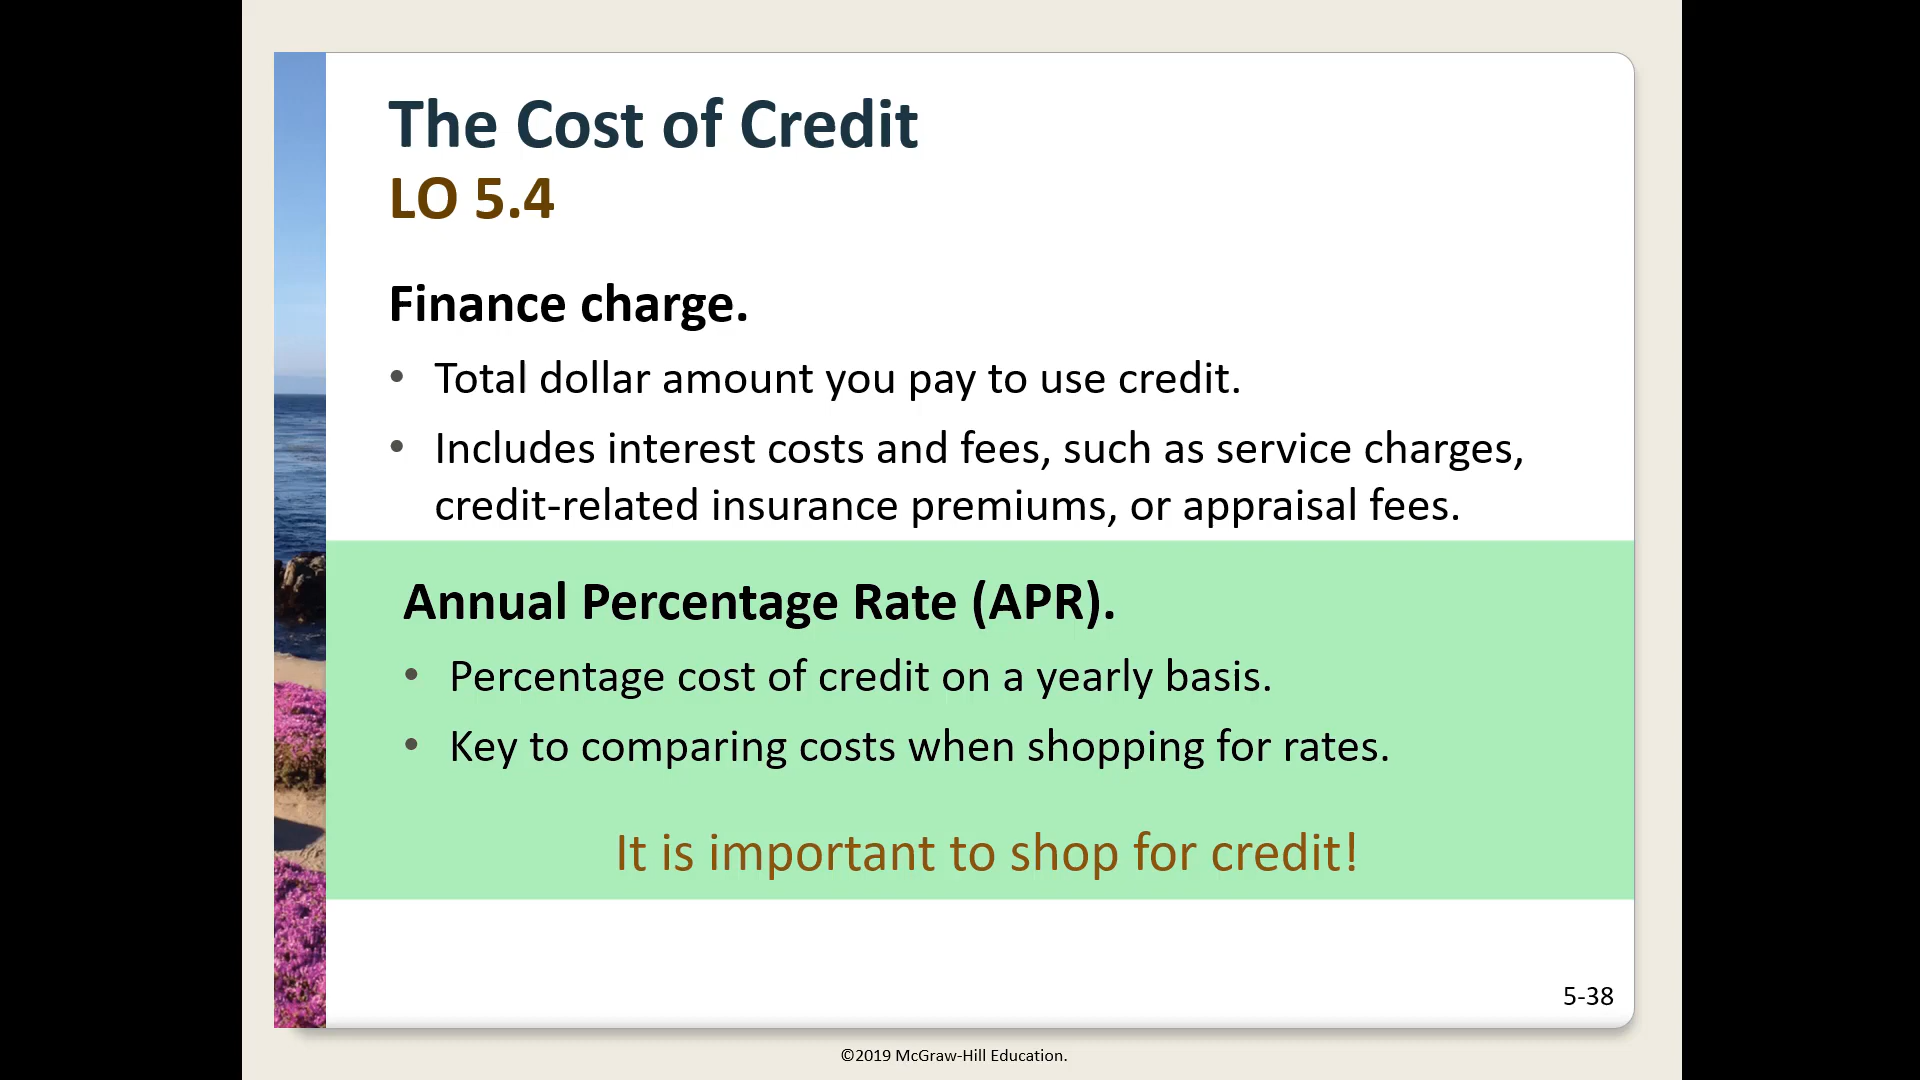 The Cost of Credit
LO 5.4
Finance charge.
• Total dollar amount you pay to use credit.
• Includes interest costs and fees, such as service charges,
credit-related insurance premiums, or appraisal fees.
Annual Percentage Rate (APR).
• Percentage cost of credit on a yearly basis.
• Key to comparing costs when shopping for rates.
It is important to shop for credit!
5-38
©2019 McGraw-Hill Education.